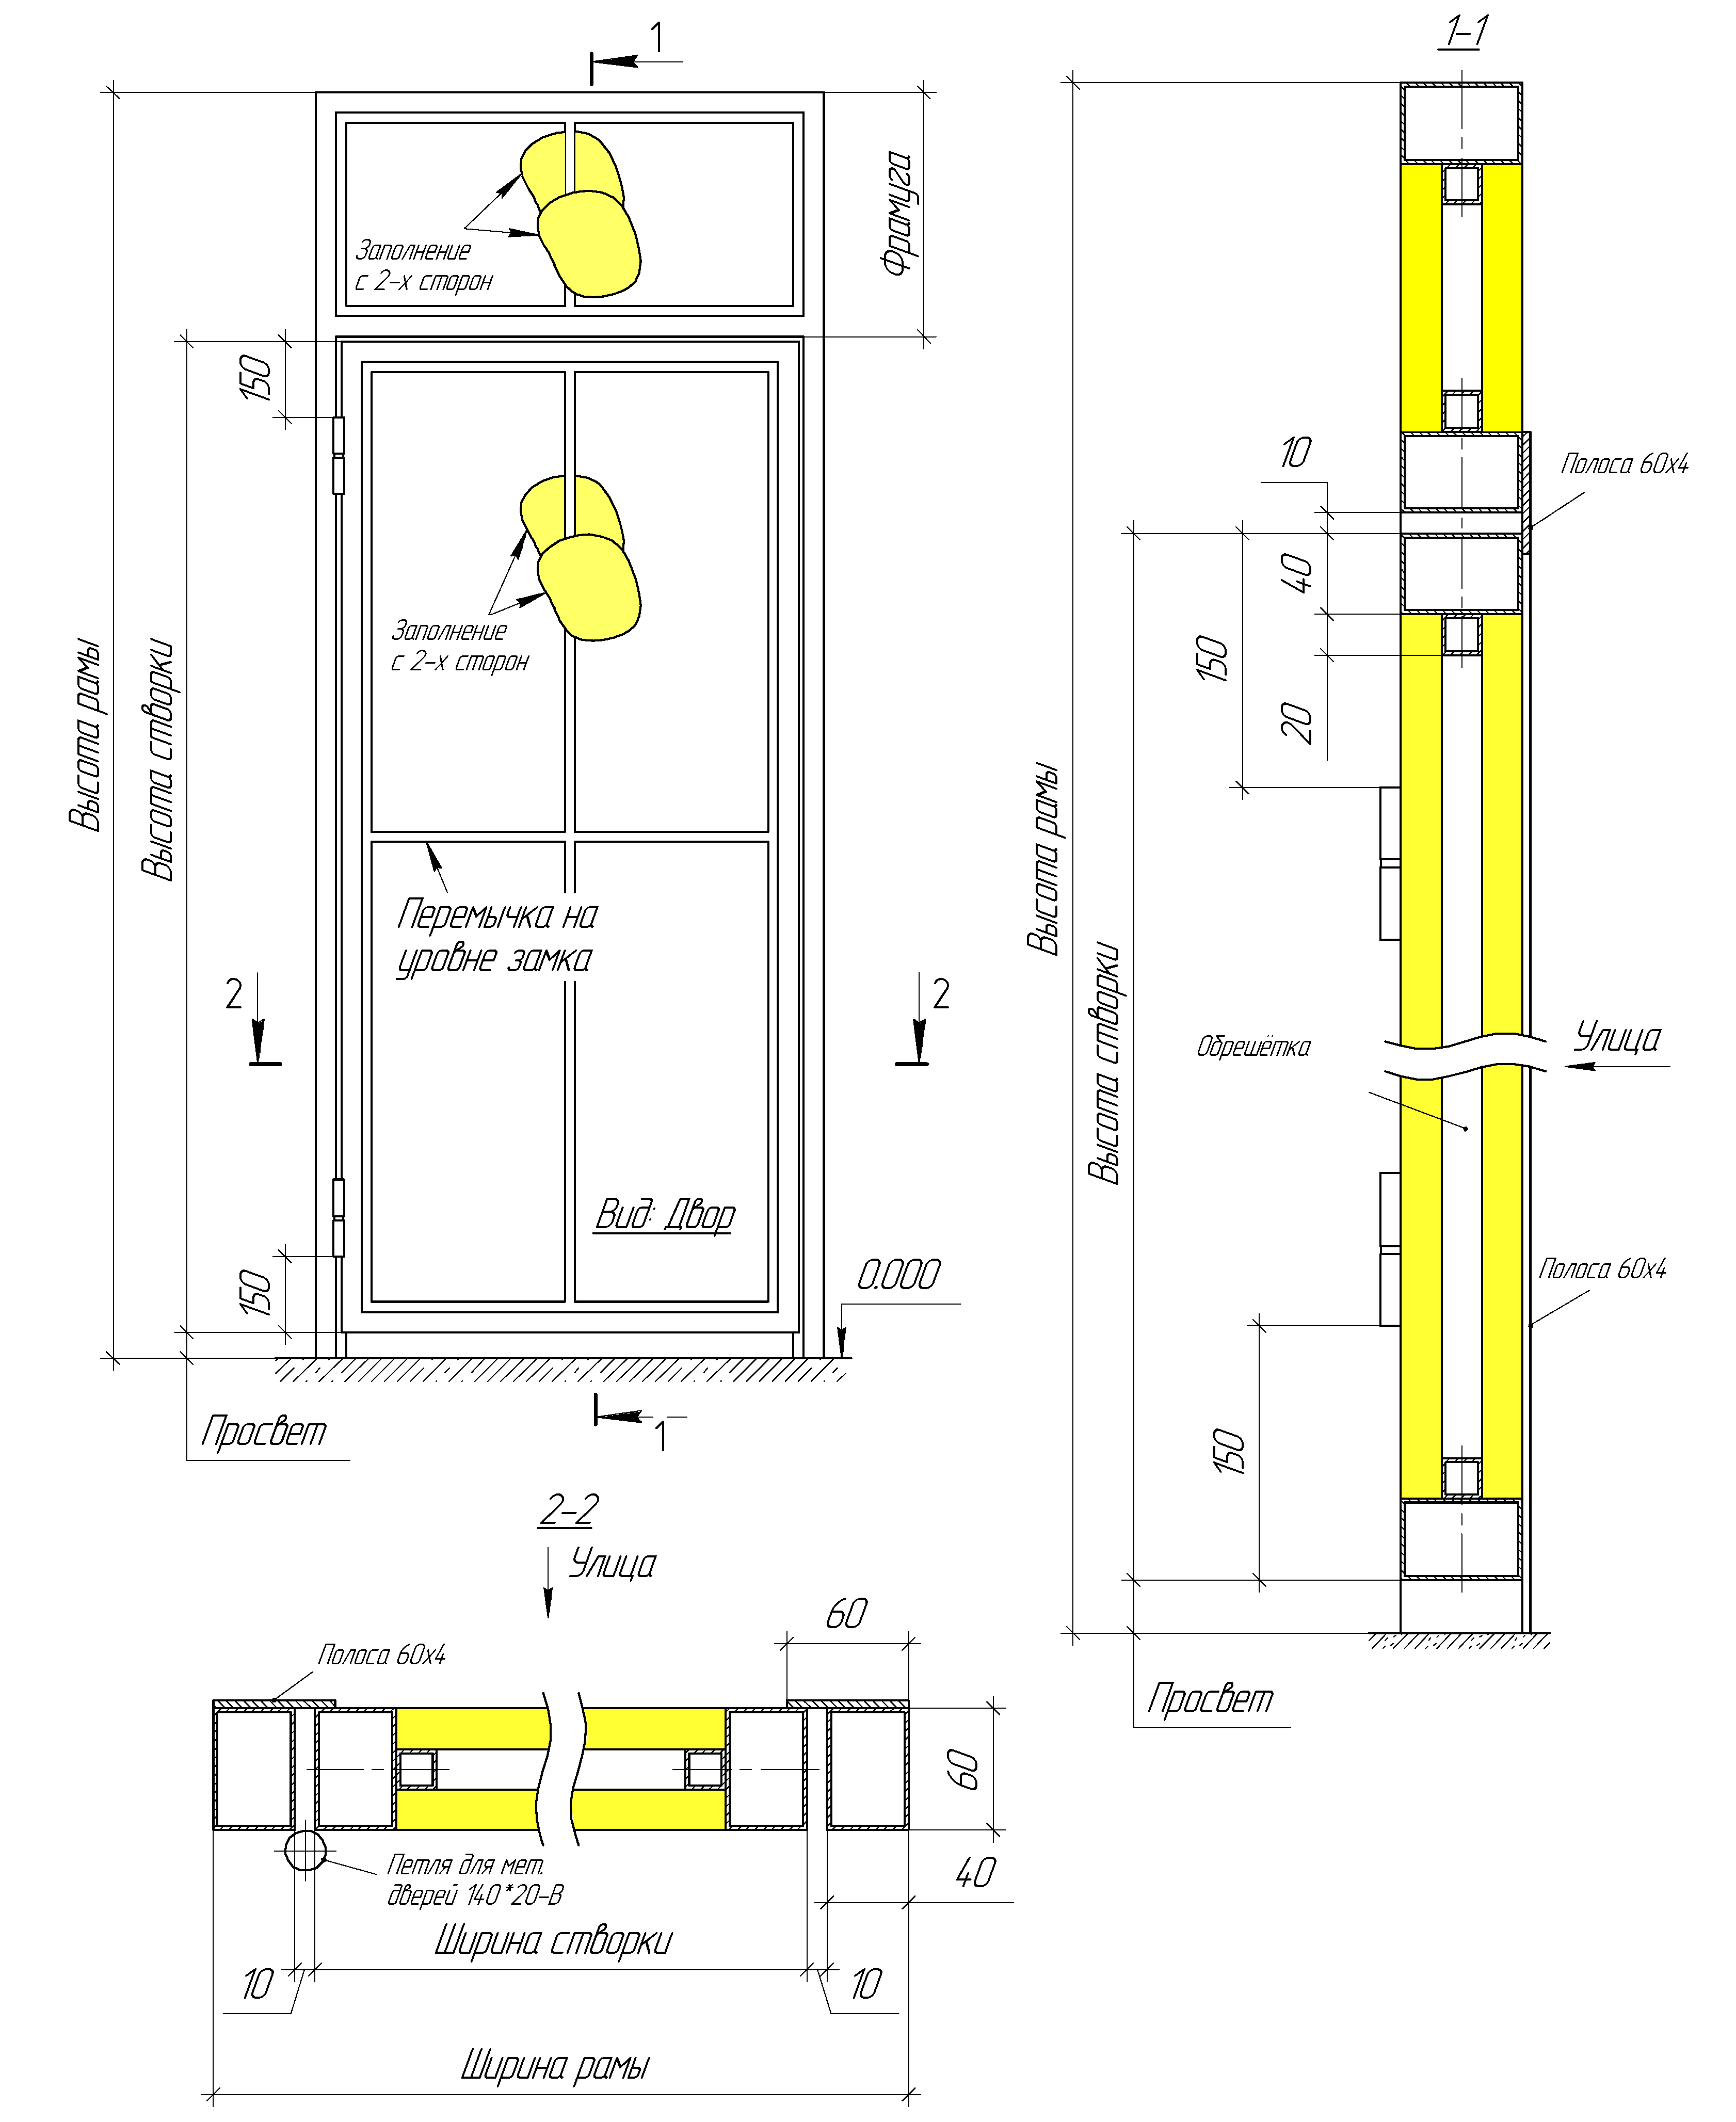 1
Фрамуга
Заполнение
с 2-х сторон
150
Высота рамы
Высота створки
Заполнение
с 2-х сторон
Перемычка на
уровне замка
2
2
Вид: Двор
150
0.000
1
Просвет
1-1
10
Полоса 60х4
40
150
20
Высота рамы
Высота створки
Обрешётка
Улица
Полоса 60х4
150
Просвет
2-2
Улица
60
Полоса 60х4
60
Петля для мет.
дверей 140*20-В
40
Ширина створки
10
10
Ширина рамы